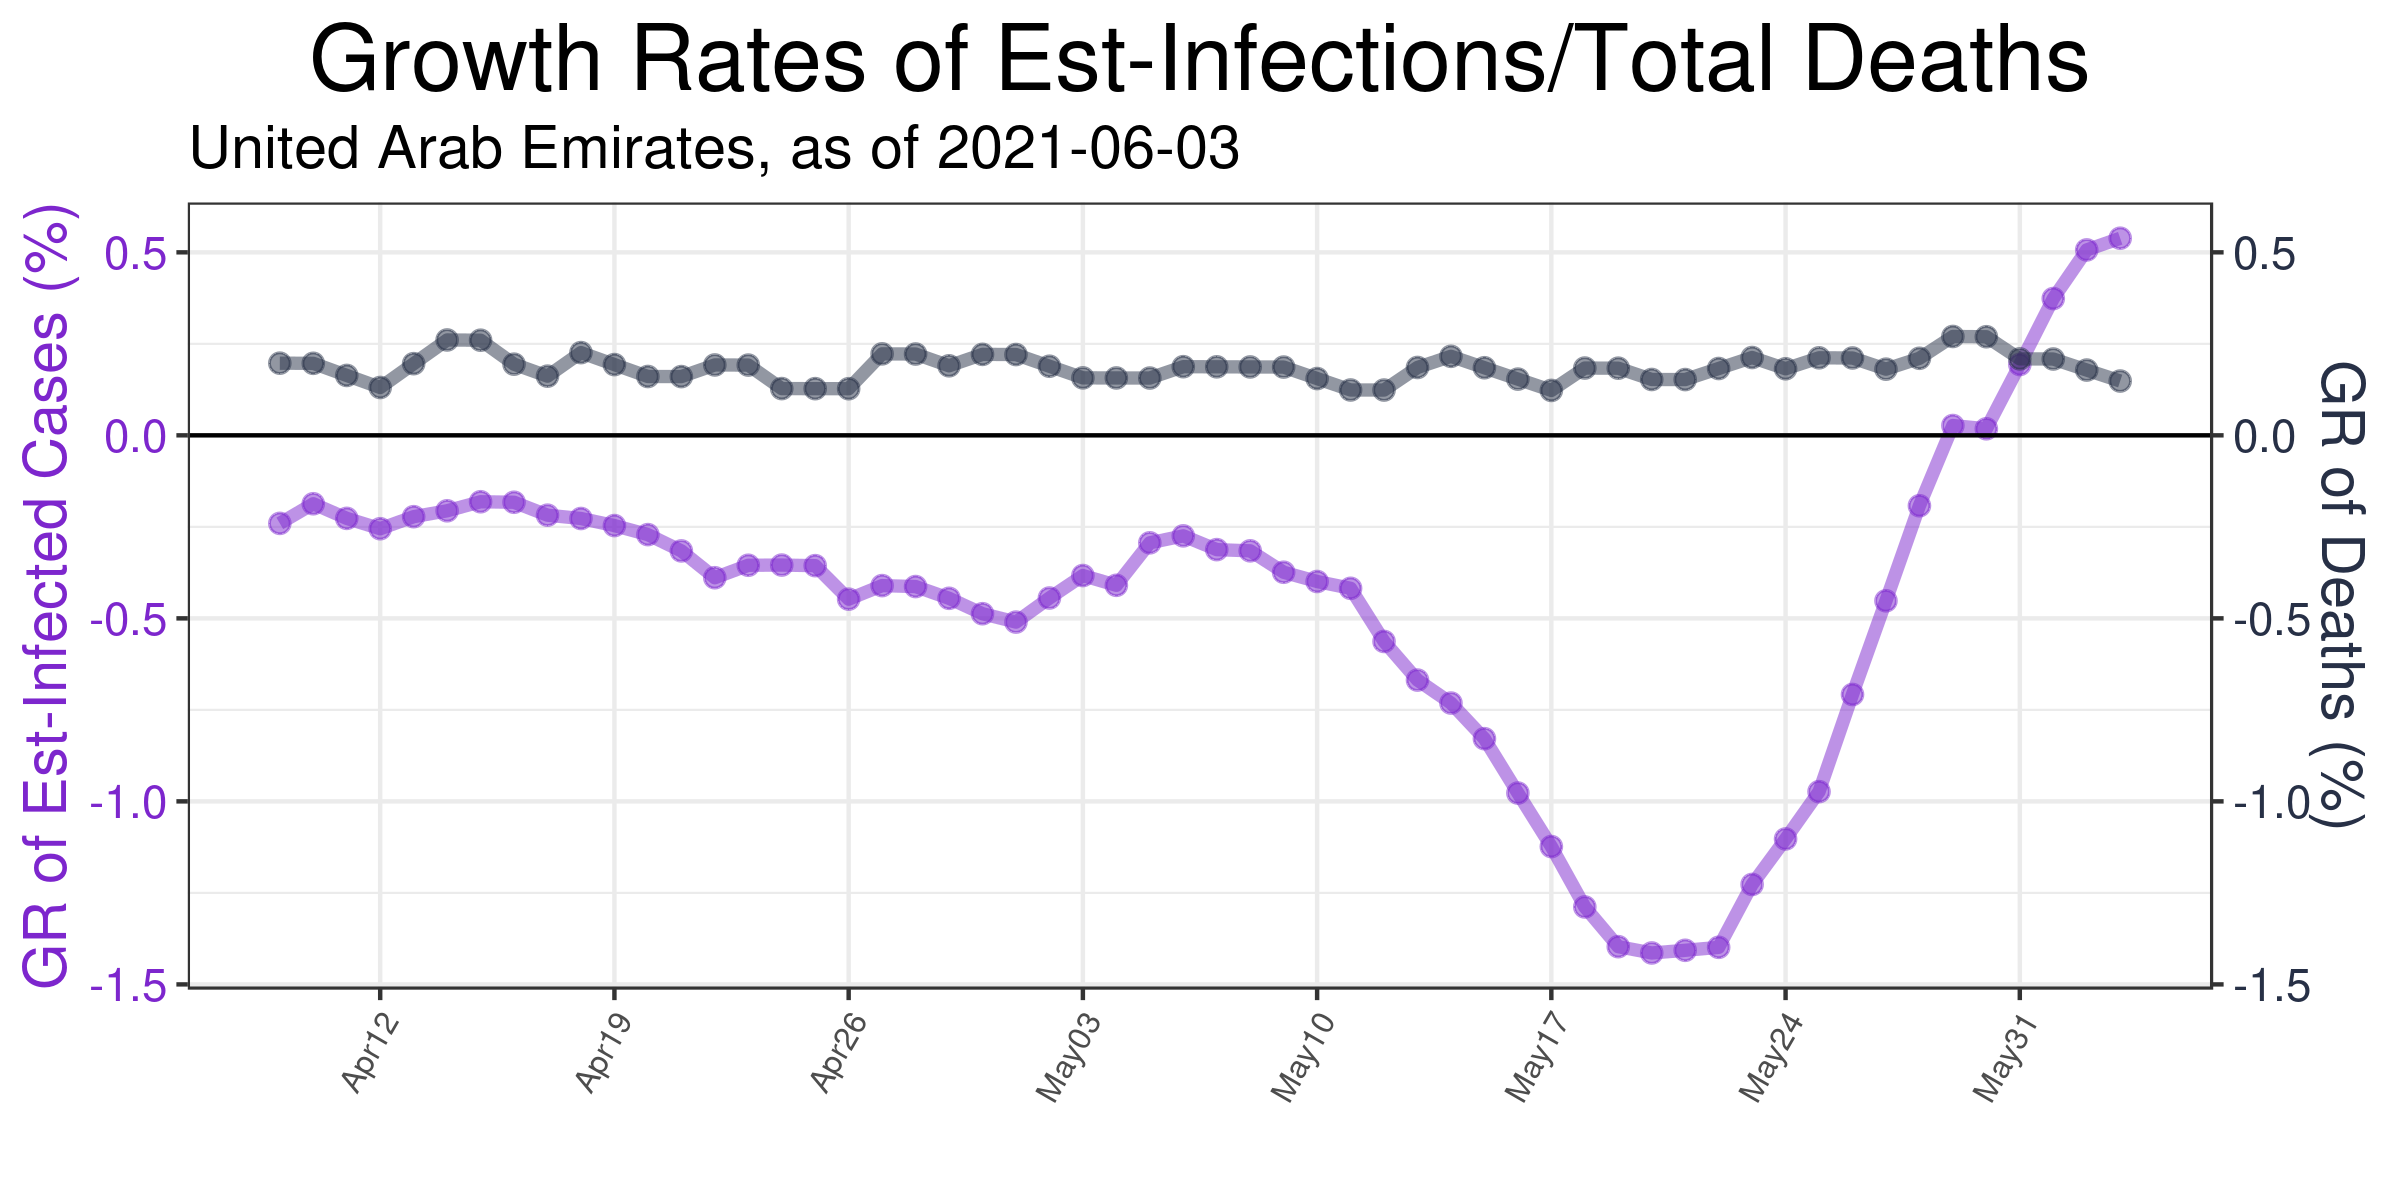 Growth Rates of Est-Infections/Total Deaths
United Arab Emirates, as of 2021-06-03
GR of Est-Infected Cases (%)
0.5
0.0
-0.5
-1.0
-1.5
0.5
0.0
-0.5
-1.0
-1.5
GR of Deaths (%)
Apr12
Apr19
Apr26
May03
May10
May17
May24
May31